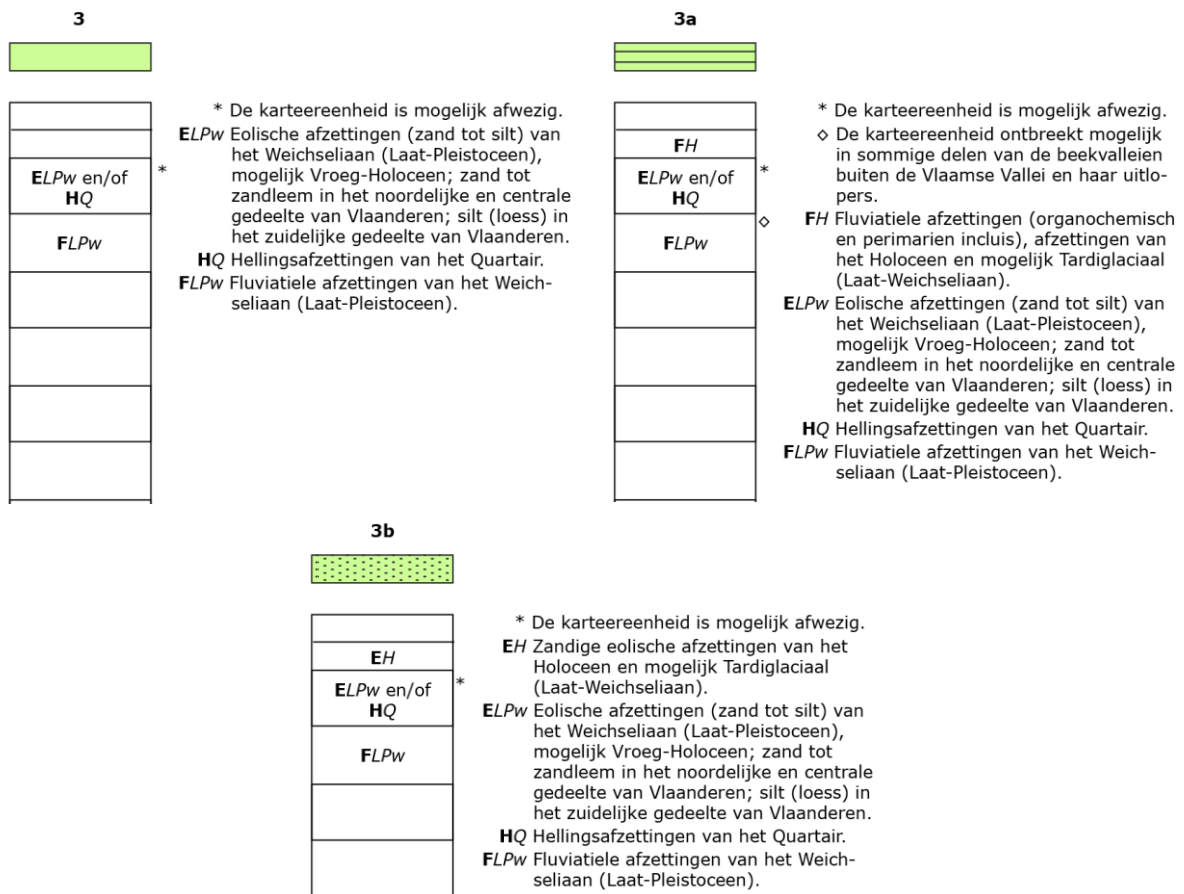 3
ELPw en/of
HQ
*
FLPw
* De karteereenheid is mogelijk afwezig.
ELPw Eolische afzettingen (zand tot silt) van
het Weichseliaan (Laat-Pleistoceen),
mogelijk Vroeg-Holoceen; zand tot
zandleem in het noordelijke en centrale
gedeelte van Vlaanderen; silt (loess) in
het zuidelijke gedeelte van Vlaanderen.
HQ Hellingsafzettingen van het Quartair.
FLPw Fluviatiele afzettingen van het Weich-
seliaan (Laat-Pleistoceen).
3a
FH
ELPw en/of
HQ
*
FLPw
◇
* De karteereenheid is mogelijk afwezig.
◇ De karteereenheid ontbreekt mogelijk
in sommige delen van de beekvalleien
buiten de Vlaamse Vallei en haar uitlo-
pers.
FH Fluviatiele afzettingen (organochemisch
en perimarien incluis), afzettingen van
het Holoceen en mogelijk Tardiglaciaal
(Laat-Weichseliaan).
ELPw Eolische afzettingen (zand tot silt) van
het Weichseliaan (Laat-Pleistoceen),
mogelijk Vroeg-Holoceen; zand tot
zandleem in het noordelijke en centrale
gedeelte van Vlaanderen; silt (loess) in
het zuidelijke gedeelte van Vlaanderen.
HQ Hellingsafzettingen van het Quartair.
FLPw Fluviatiele afzettingen van het Weich-
seliaan (Laat-Pleistoceen).
3b
EH
ELPw en/of
HQ
*
FLPw
* De karteereenheid is mogelijk afwezig.
EH Zandige eolische afzettingen van het
Holoceen en mogelijk Tardiglaciaal
(Laat-Weichseliaan).
ELPw Eolische afzettingen (zand tot silt) van
het Weichseliaan (Laat-Pleistoceen),
mogelijk Vroeg-Holoceen; zand tot
zandleem in het noordelijke en centrale
gedeelte van Vlaanderen; silt (loess) in
het zuidelijke gedeelte van Vlaanderen.
HQ Hellingsafzettingen van het Quartair.
FLPw Fluviatiele afzettingen van het Weich-
seliaan (Laat-Pleistoceen).